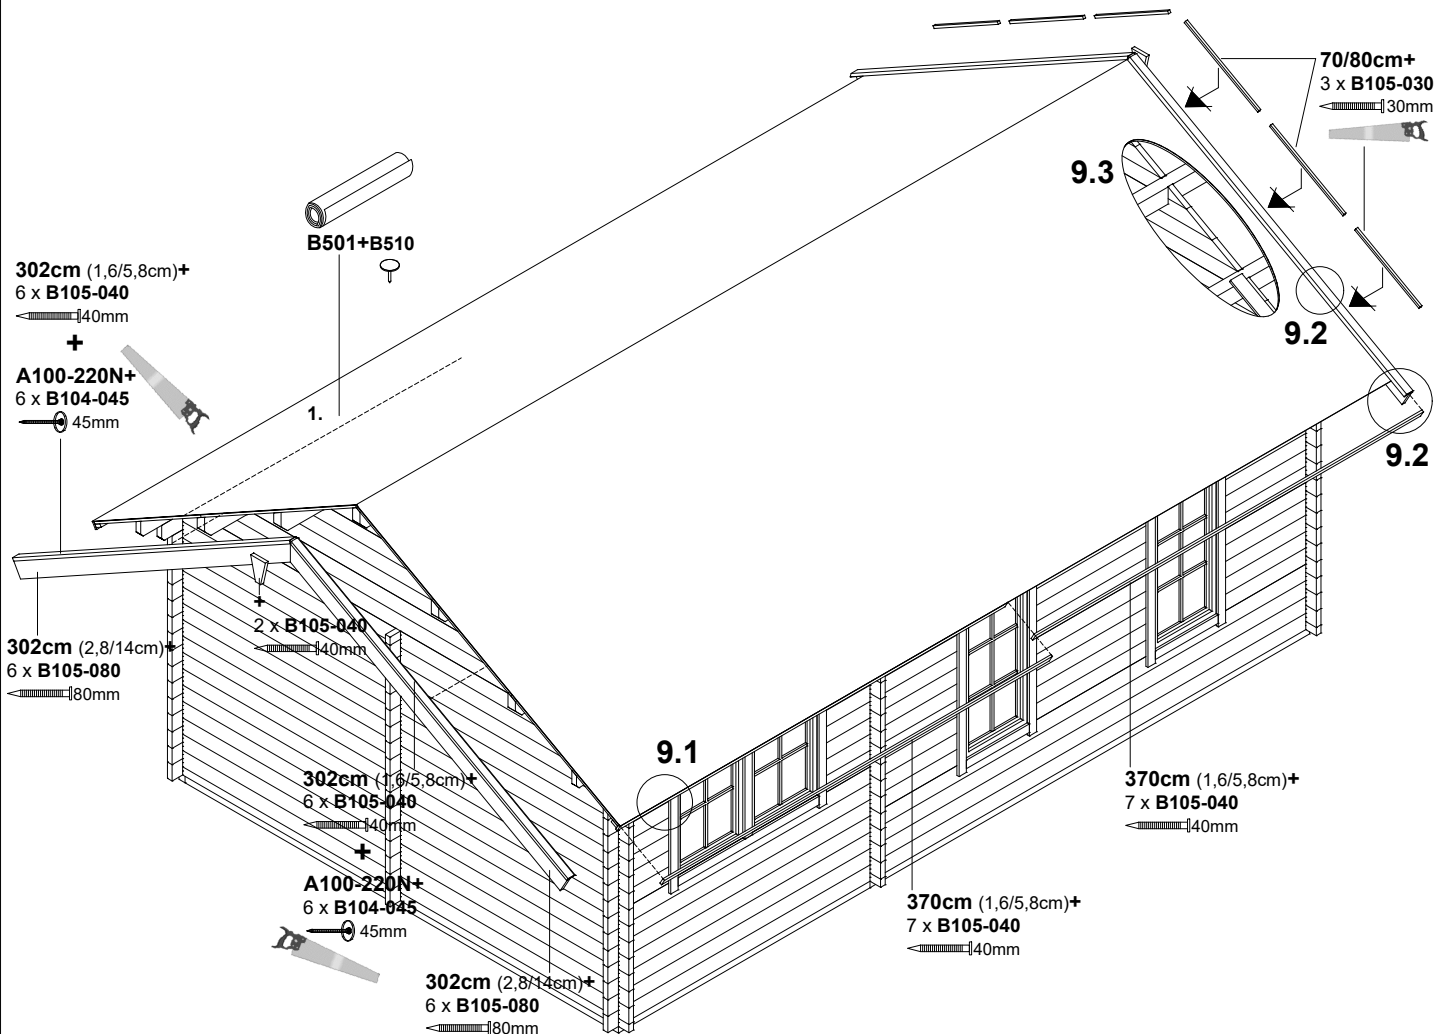 70/80cm+
3 x B105-030
30mm
9.3
B501+B510
302cm (1,6/5,8cm)+
6 x B105-040
40mm
+
A100-220N+
6 x B104-045
45mm
1.
9.2
9.2
+
2 x B105-040
40mm
302cm (2,8/14cm)+
6 x B105-080
80mm
9.1
302cm (1,6/5,8cm)+
6 x B105-040
40mm
+
A100-220N+
6 x B104-045
45mm
370cm (1,6/5,8cm)+
7 x B105-040
40mm
370cm (1,6/5,8cm)+
7 x B105-040
40mm
302cm (2,8/14cm)+
6 x B105-080
80mm